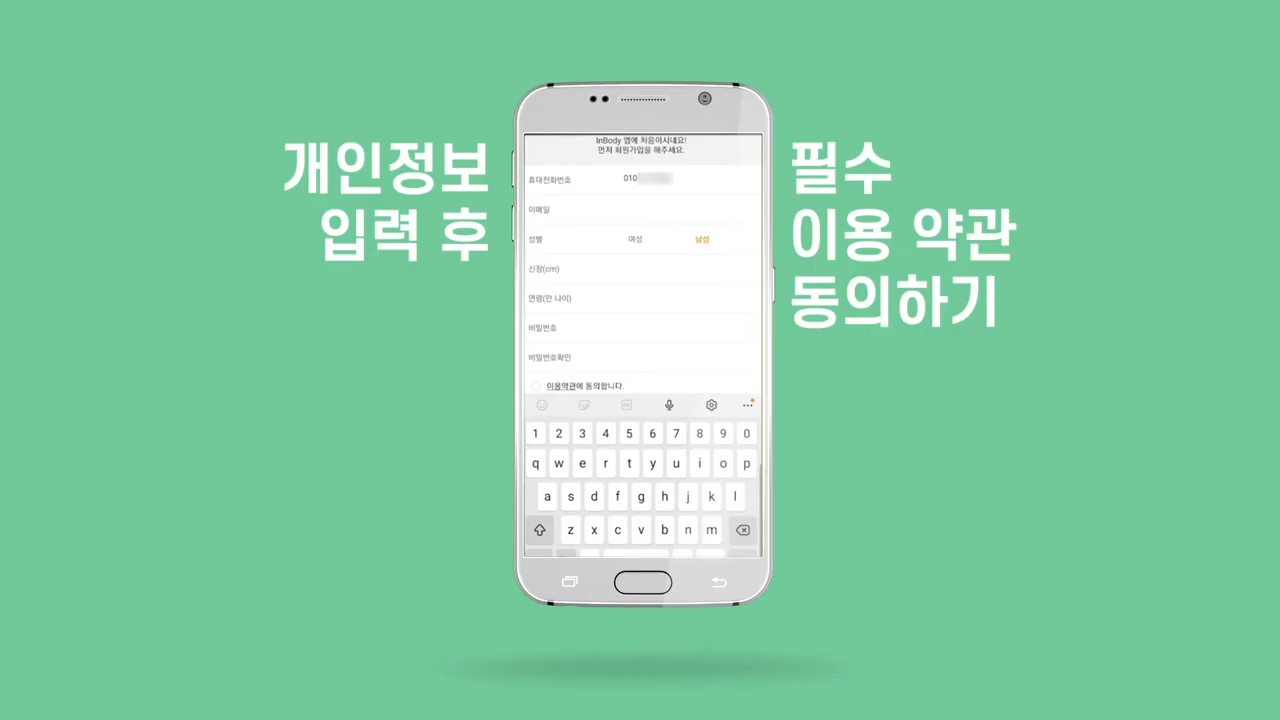 개인정보
입력 후
InBody 앱에 처음이시네요!
먼저 회원가입을 해주세요.
휴대전화번호 010
이메일
성별 여성 남성
신장(cm)
연령(만 나이)
비밀번호
비밀번호확인
이용약관에 동의합니다.
1 2 3 4 5 6 7 8 9 0
q w e r t y u i o p
a s d f g h j k l
z x c v b n m
필수
이용 약관
동의하기